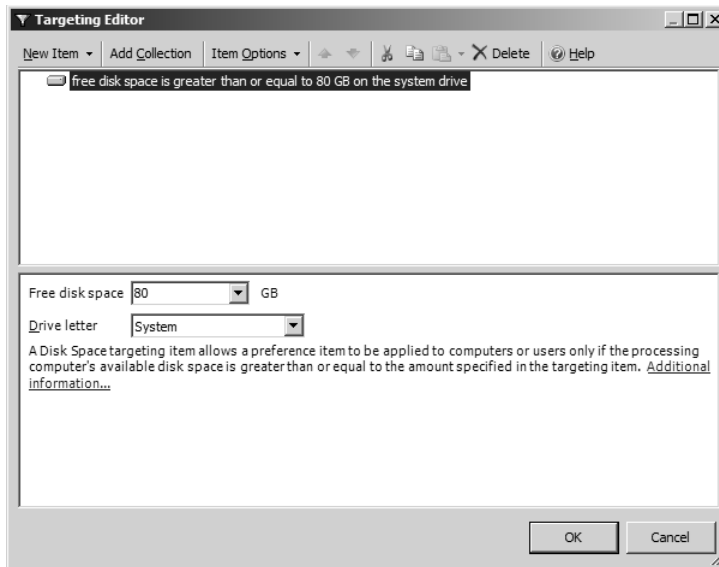 Targeting Editor
New Item Add Collection Item Options Delete Help
free disk space is greater than or equal to 80 GB on the system drive
Free disk space 80 GB
Drive letter System
A Disk Space targeting item allows a preference item to be applied to computers or users only if the processing
computer's available disk space is greater than or equal to the amount specified in the targeting item. Additional
information...
OK Cancel